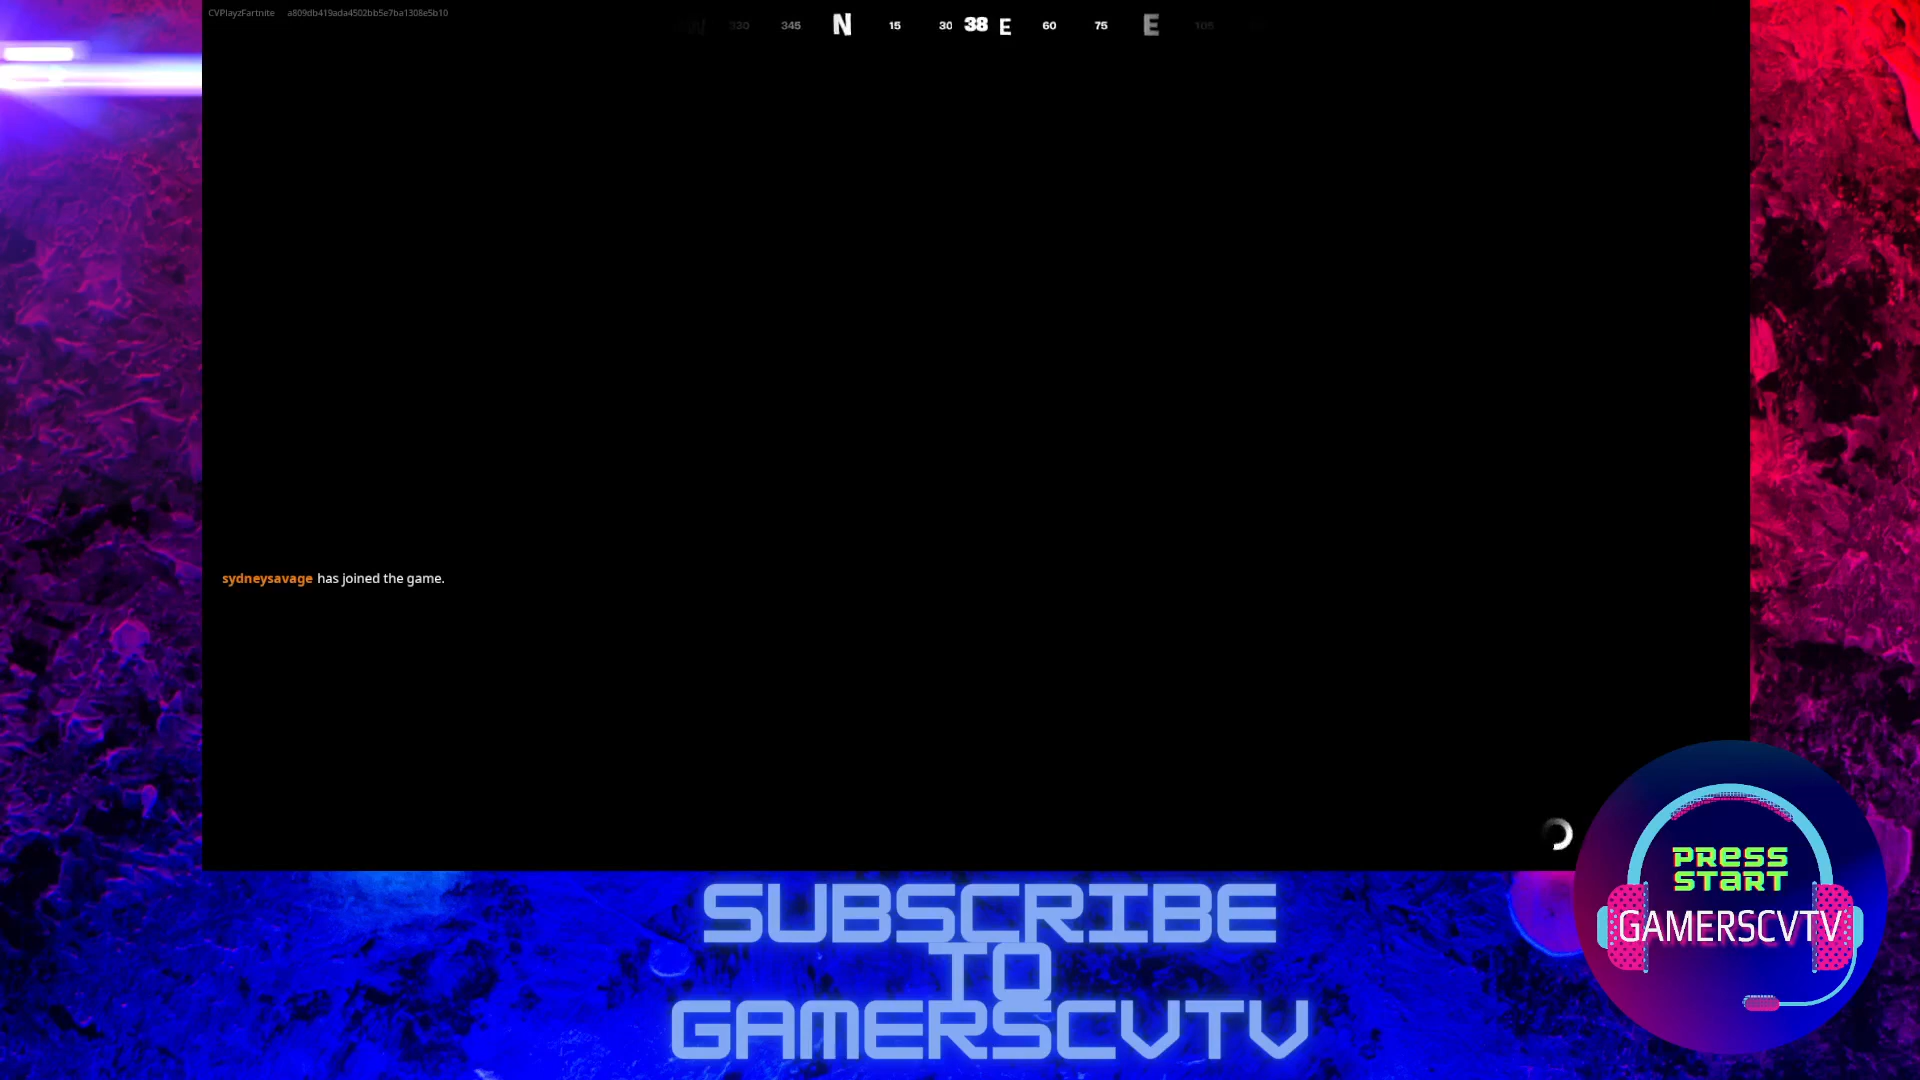 CVPlayzFartnite a809db419ada4502bb5e7ba1308e5b10
330 345 N 15 30 38 E 60 75 E 105
sydneysavage has joined the game.
PRESS
START
GAMERSCVTV
SUBSCRIBE
TO
GAMERSCVTV